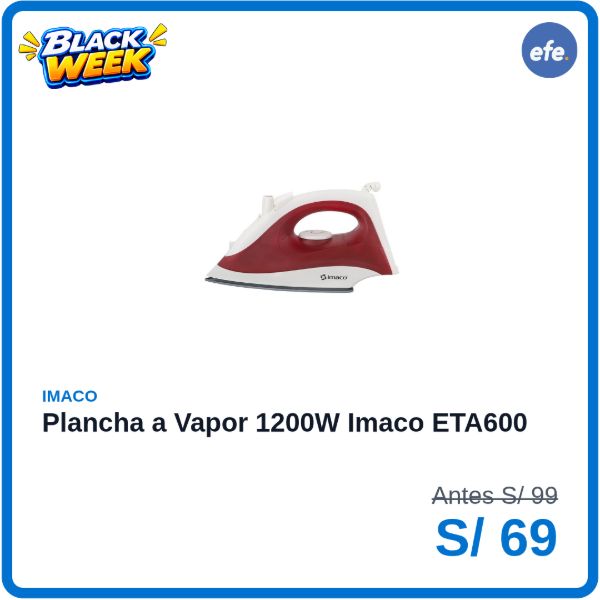 BLACK
WEEK
efe.
imaco
IMACO
Plancha a Vapor 1200W Imaco ETA600
Antes S/ 99
S/ 69